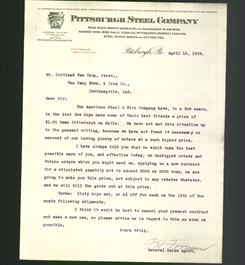 PITTSBURGH STEEL COMPANY
Pittsburgh, Pa. April 10, 1909.
Mr. Cortland Van Camp, Prest.,
Van Camp Hdwe. & Iron Co.,
Indianapolis, Ind.
Dear Sir:
The American Steel & Wire Company have, in a few cases,
in the last few days made some of their best friends a price of
Pittsburgh on Nails. We have not met this situation up
to the present writing, because we have not found it necessary on
account of our having plenty of orders at a much higher price.
I have always told you that we would take the best
possible care of you, and effective today, on unshipped orders and
future orders which you might send us, applying on a new contract
for a stipulated quantity not to exceed 5000 or 2000 tons, we are
going to make you this price, not subject to any rebates whatever,
and we will bill the goods out at this price.
Terms: Sixty days net, or 2% off for cash on the 15th of the
month following shipments.
I think it would be best to cancel your present contract
and make a new one, so please advise me in regard to this as soon as
possible.
Yours truly,
General Sales Agent.